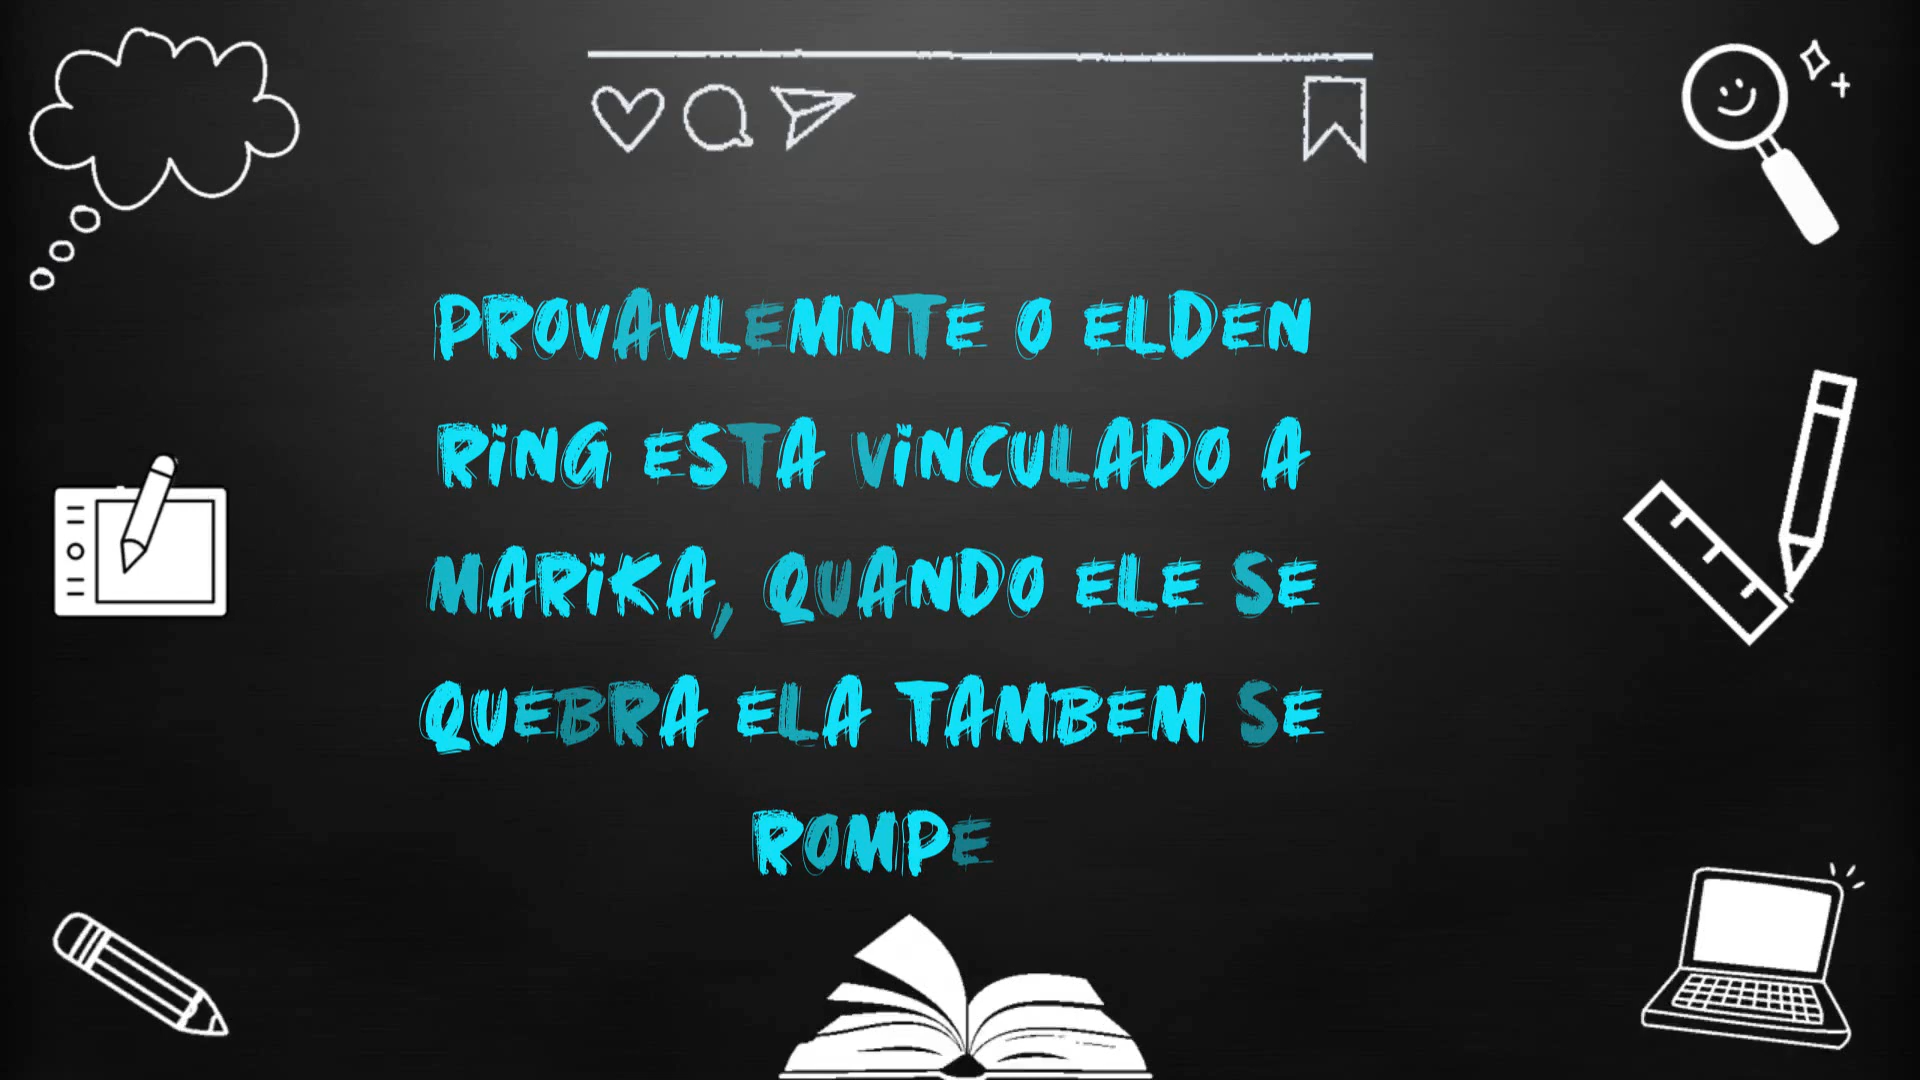 PROVAVLEMNTE O ELDEN
RING ESTA VINCULADO A
MARIKA, QUANDO ELE SE
QUEBRA ELA TAMBEM SE
ROMPE